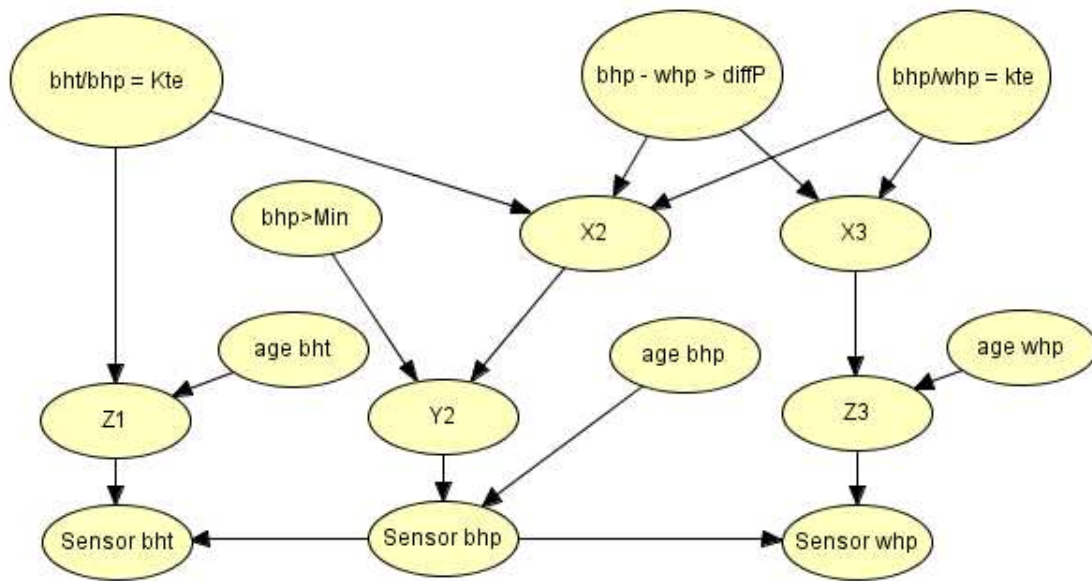 bht/bhp = Kte
bhp - whp > diffP
bhp/whp = kte
bhp>Min
X2
X3
age bht
age bhp
age whp
Z1
Y2
Z3
Sensor bht
Sensor bhp
Sensor whp